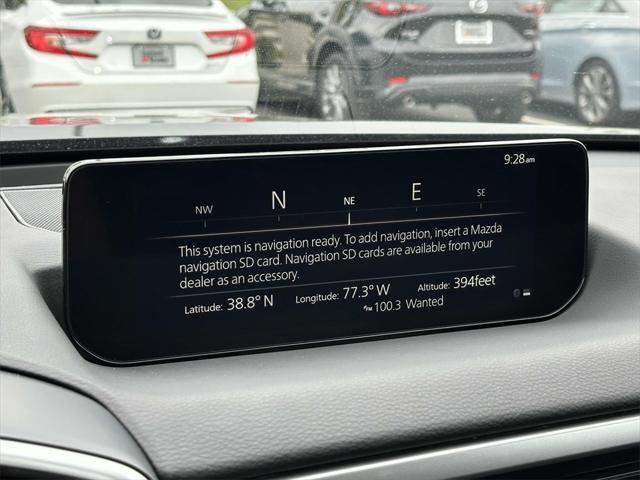 9:28am
NW N NE E SE
This system is navigation ready. To add navigation, insert a Mazda
navigation SD card. Navigation SD cards are available from your
dealer as an accessory.
Latitude: 38.8° N Longitude: 77.3° W Altitude: 394feet
FM 100.3 Wanted